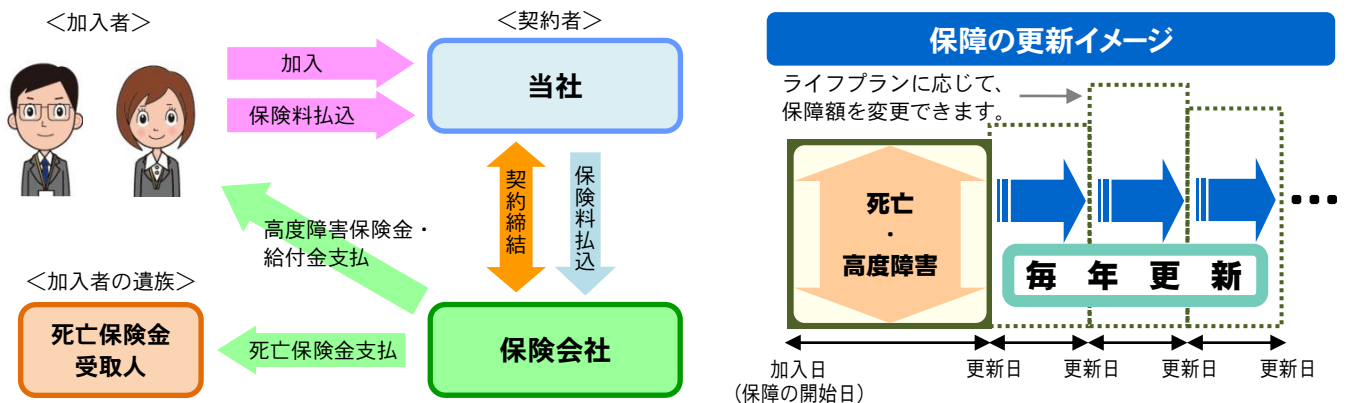 ＜加入者＞
＜契約者＞
加入
保険料払込
当社
契約締結
保険料払込
高度障害保険金・
給付金支払
＜加入者の遺族＞
死亡保険金
受取人
死亡保険金支払
保険会社
保障の更新イメージ
ライフプランに応じて、
保障額を変更できます。
死亡
・
高度障害
毎年更新
加入日
（保障の開始日）
更新日
更新日
更新日
更新日